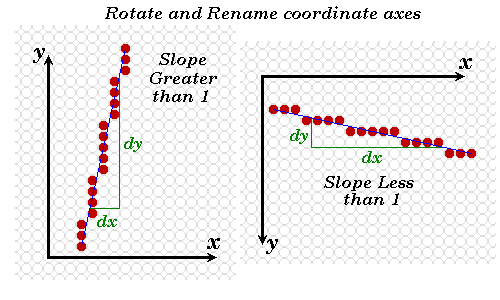 Rotate and Rename coordinate axes
y
Slope
Greater
than 1
dy
dx
x
x
dy
dx
Slope Less
than 1
y